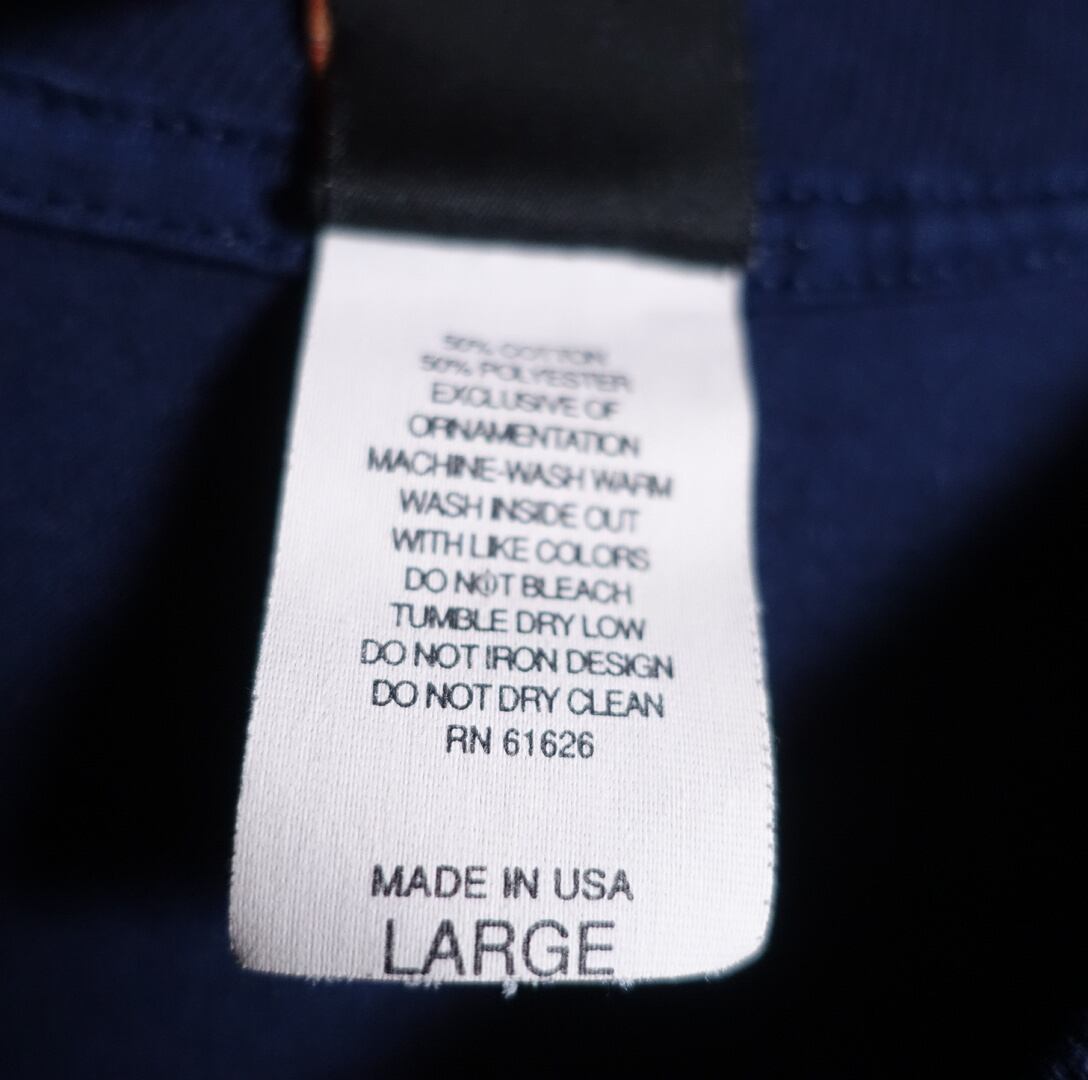 50% COTTON
50% POLYESTER
EXCLUSIVE OF
ORNAMENTATION
MACHINE-WASH WARM
WASH INSIDE OUT
WITH LIKE COLORS
DO NOT BLEACH
TUMBLE DRY LOW
DO NOT IRON DESIGN
DO NOT DRY CLEAN
RN 61626
MADE IN USA
LARGE